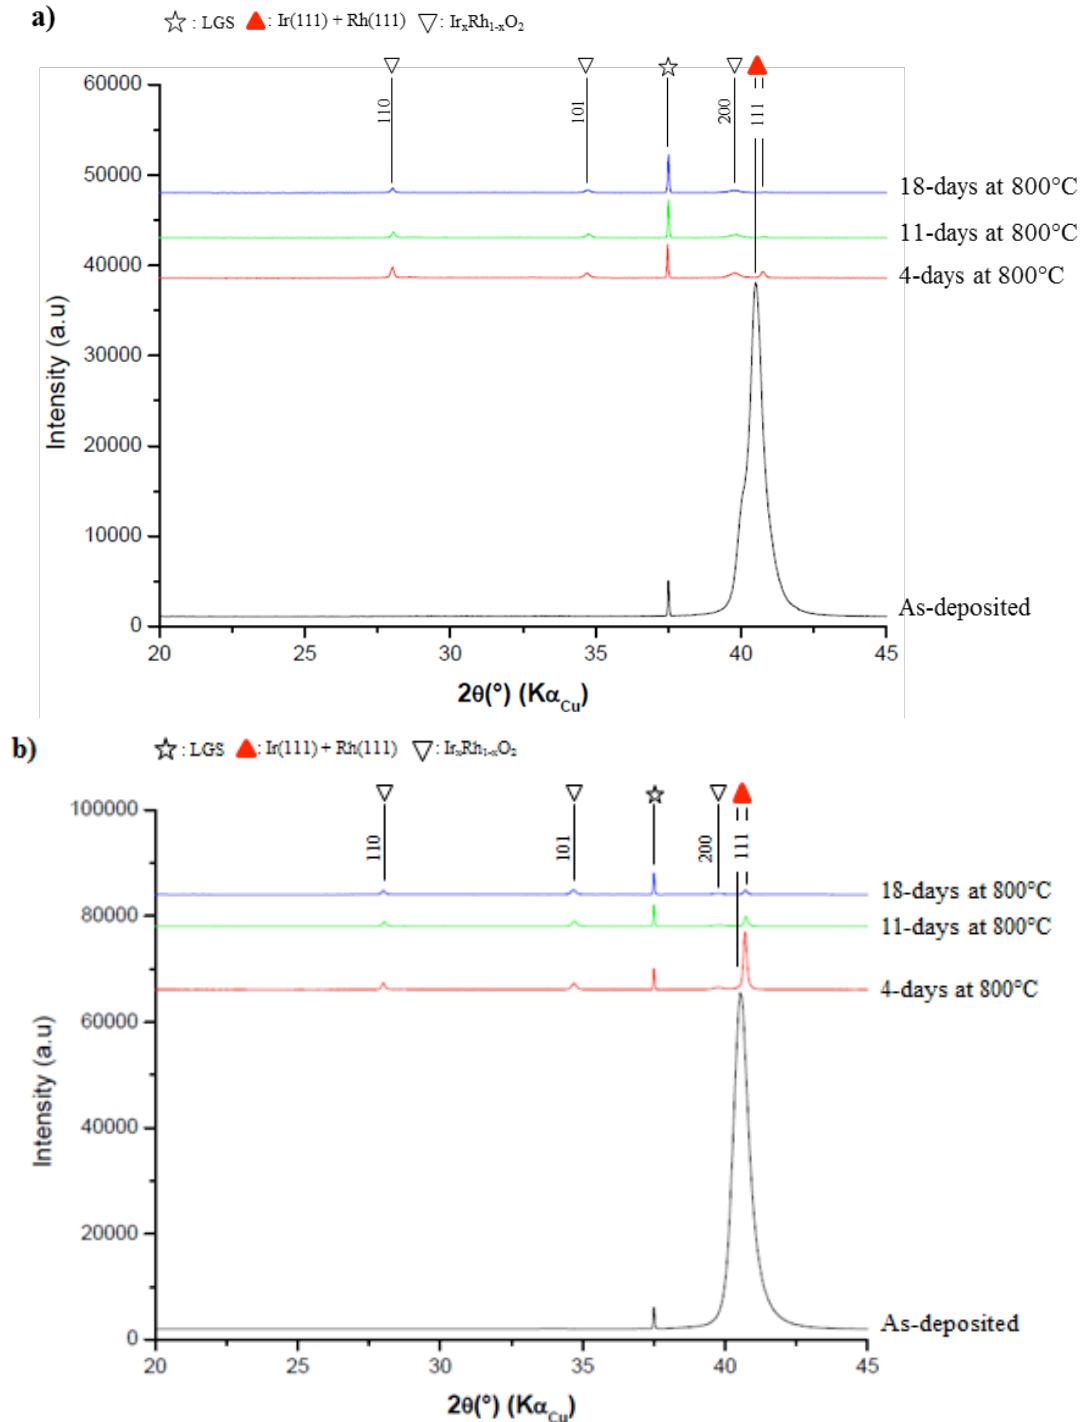 a)
☆ : LGS ▲ : Ir(111) + Rh(111) ▽ : IrₓRh₁₋ₓO₂
110
101
200
111
60000
50000
40000
30000
20000
10000
0
18-days at 800°C
11-days at 800°C
4-days at 800°C
As-deposited
Intensity (a.u)
20 25 30 35 40 45
2θ(°) (Kα_Cu)
b)
☆ : LGS ▲ : Ir(111) + Rh(111) ▽ : IrₓRh₁₋ₓO₂
110
101
200
111
100000
80000
60000
40000
20000
0
18-days at 800°C
11-days at 800°C
4-days at 800°C
As-deposited
Intensity (a.u)
20 25 30 35 40 45
2θ(°) (Kα_Cu)